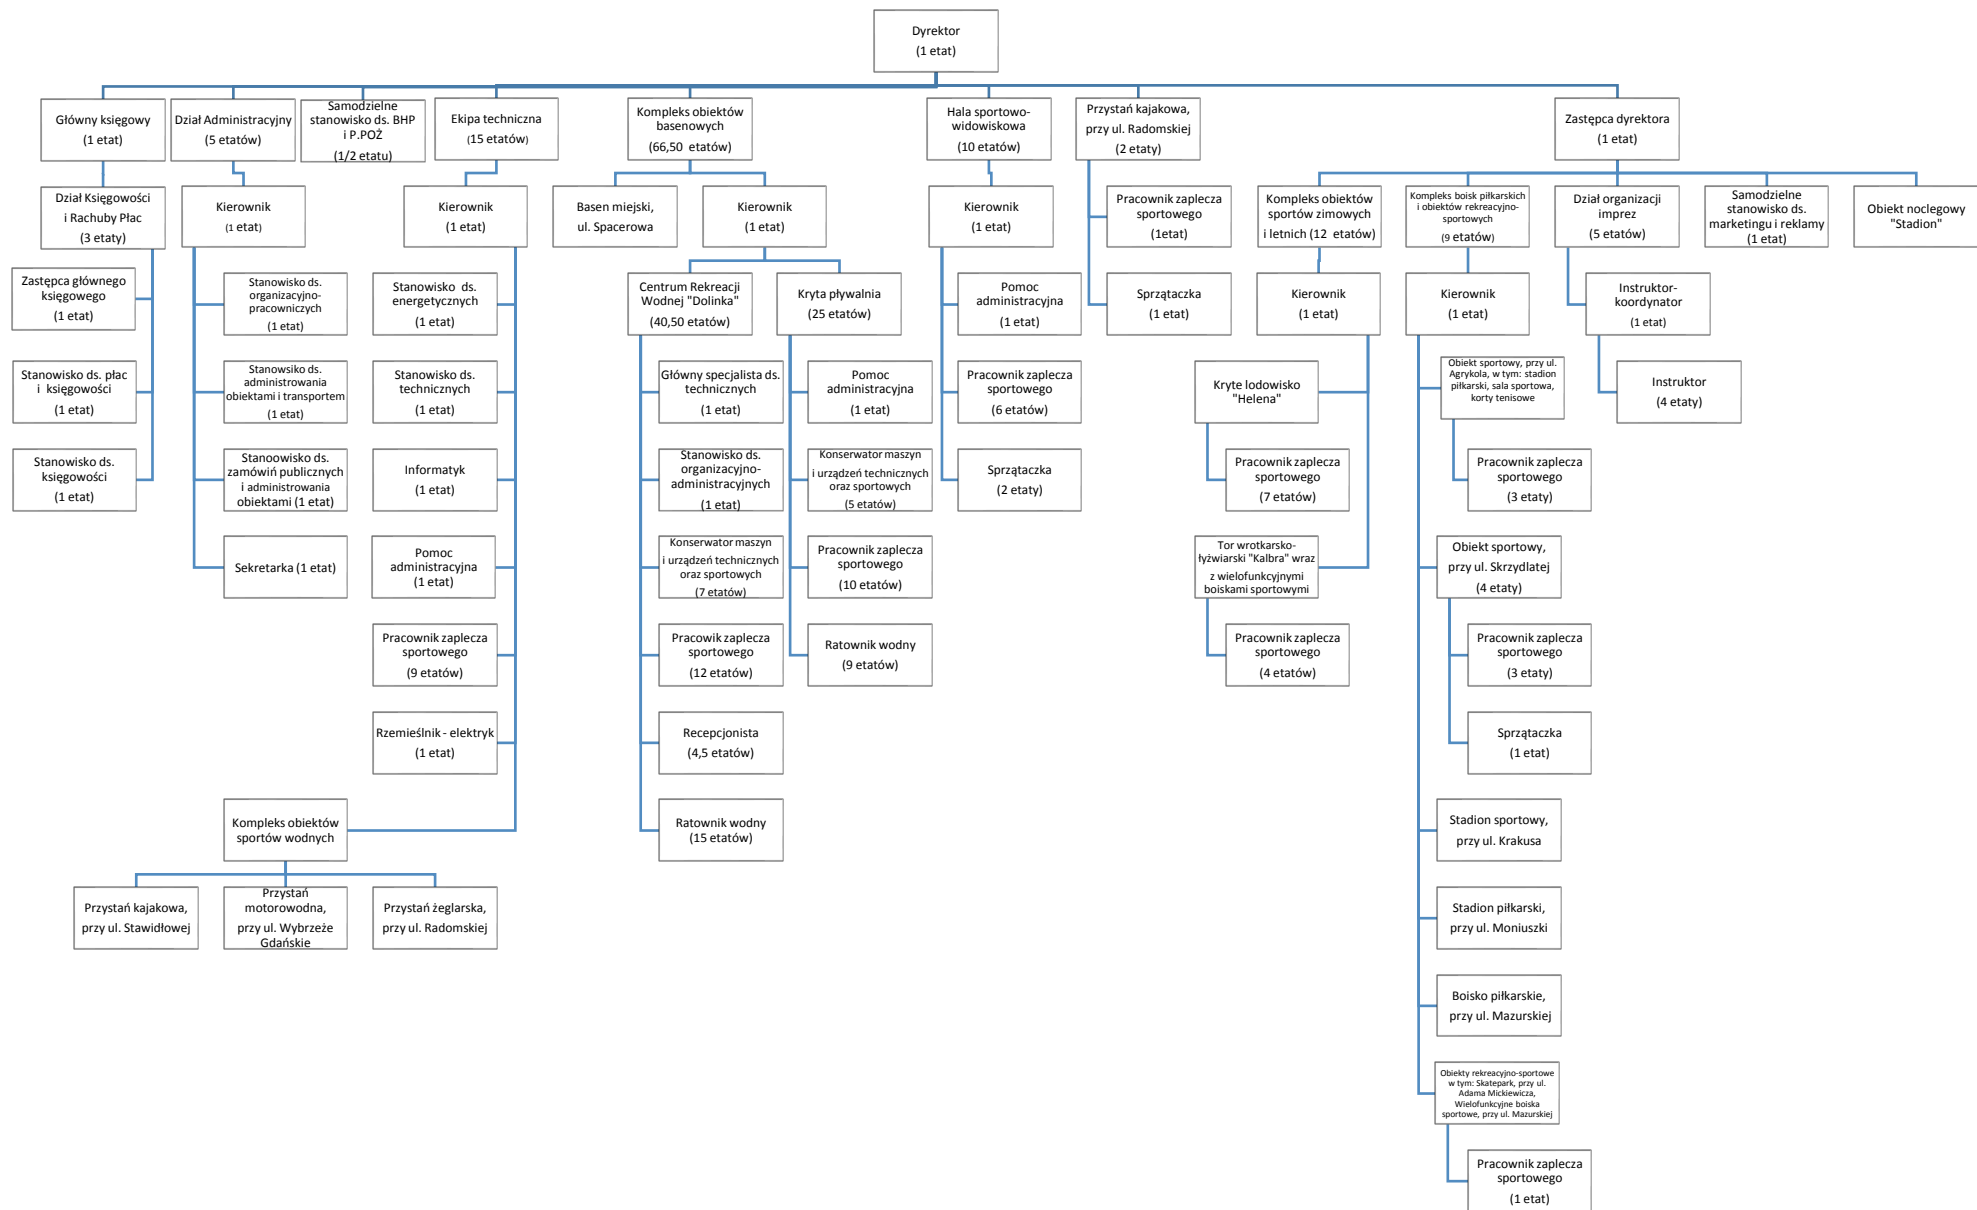 Dyrektor
(1 etat)
Główny księgowy
(1 etat)
Dział Administracyjny
(5 etatów)
Samodzielne
stanowisko ds. BHP
i P.POŻ
(1/2 etatu)
Ekipa techniczna
(15 etatów)
Kompleks obiektów
basenowych
(66,50 etatów)
Hala sportowo-
widowiskowa
(10 etatów)
Przystań kajakowa,
przy ul. Radomskiej
(2 etaty)
Zastępca dyrektora
(1 etat)
Dział Księgowości
i Rachuby Płac
(3 etaty)
Kierownik
(1 etat)
Kierownik
(1 etat)
Basen miejski,
ul. Spacerowa
Kierownik
(1 etat)
Kierownik
(1 etat)
Pracownik zaplecza
sportowego
(1etat)
Kompleks obiektów
sportów zimowych
i letnich (12 etatów)
Kompleks boisk piłkarskich
i obiektów rekreacyjno-
sportowych
(9 etatów)
Dział organizacji
imprez
(5 etatów)
Samodzielne
stanowisko ds.
marketingu i reklamy
(1 etat)
Obiekt noclegowy
"Stadion"
Zastępca głównego
księgowego
(1 etat)
Stanowisko ds.
organizacyjno-
pracowniczych
(1 etat)
Stanowisko ds.
energetycznych
(1 etat)
Centrum Rekreacji
Wodnej "Dolinka"
(40,50 etatów)
Kryta pływalnia
(25 etatów)
Pomoc
administracyjna
(1 etat)
Sprzątaczka
(1 etat)
Kierownik
(1 etat)
Kierownik
(1 etat)
Instruktor-
koordynator
(1 etat)
Stanowisko ds. płac
i księgowości
(1 etat)
Stanowsiko ds.
administrowania
obiektami i transportem
(1 etat)
Stanowisko ds.
technicznych
(1 etat)
Główny specjalista ds.
technicznych
(1 etat)
Pomoc
administracyjna
(1 etat)
Pracownik zaplecza
sportowego
(6 etatów)
Kryte lodowisko
"Helena"
Obiekt sportowy, przy ul.
Agrykola, w tym: stadion
piłkarski, sala sportowa,
korty tenisowe
Instruktor
(4 etaty)
Stanowisko ds.
księgowości
(1 etat)
Stanoowisko ds.
zamówiń publicznych
i administrowania
obiektami (1 etat)
Informatyk
(1 etat)
Stanowisko ds.
organizacyjno-
administracyjnych
(1 etat)
Konserwator maszyn
i urządzeń technicznych
oraz sportowych
(5 etatów)
Sprzątaczka
(2 etaty)
Pracownik zaplecza
sportowego
(7 etatów)
Pracownik zaplecza
sportowego
(3 etaty)
Sekretarka (1 etat)
Pomoc
administracyjna
(1 etat)
Konserwator maszyn
i urządzeń technicznych
oraz sportowych
(7 etatów)
Pracownik zaplecza
sportowego
(10 etatów)
Tor wrotkarsko-
łyżwiarski "Kalbra" wraz
z wielofunkcyjnymi
boiskami sportowymi
Obiekt sportowy,
przy ul. Skrzydlatej
(4 etaty)
Pracownik zaplecza
sportowego
(9 etatów)
Pracowik zaplecza
sportowego
(12 etatów)
Ratownik wodny
(9 etatów)
Pracownik zaplecza
sportowego
(4 etatów)
Pracownik zaplecza
sportowego
(3 etaty)
Rzemieślnik - elektryk
(1 etat)
Recepcjonista
(4,5 etatów)
Sprzątaczka
(1 etat)
Kompleks obiektów
sportów wodnych
Ratownik wodny
(15 etatów)
Stadion sportowy,
przy ul. Krakusa
Przystań kajakowa,
przy ul. Stawidłowej
Przystań
motorowodna,
przy ul. Wybrzeże
Gdańskie
Przystań żeglarska,
przy ul. Radomskiej
Stadion piłkarski,
przy ul. Moniuszki
Boisko piłkarskie,
przy ul. Mazurskiej
Obiekty rekreacyjno-sportowe
w tym: Skatepark, przy ul.
Adama Mickiewicza,
Wielofunkcyjne boiska
sportowe, przy ul. Mazurskiej
Pracownik zaplecza
sportowego
(1 etat)